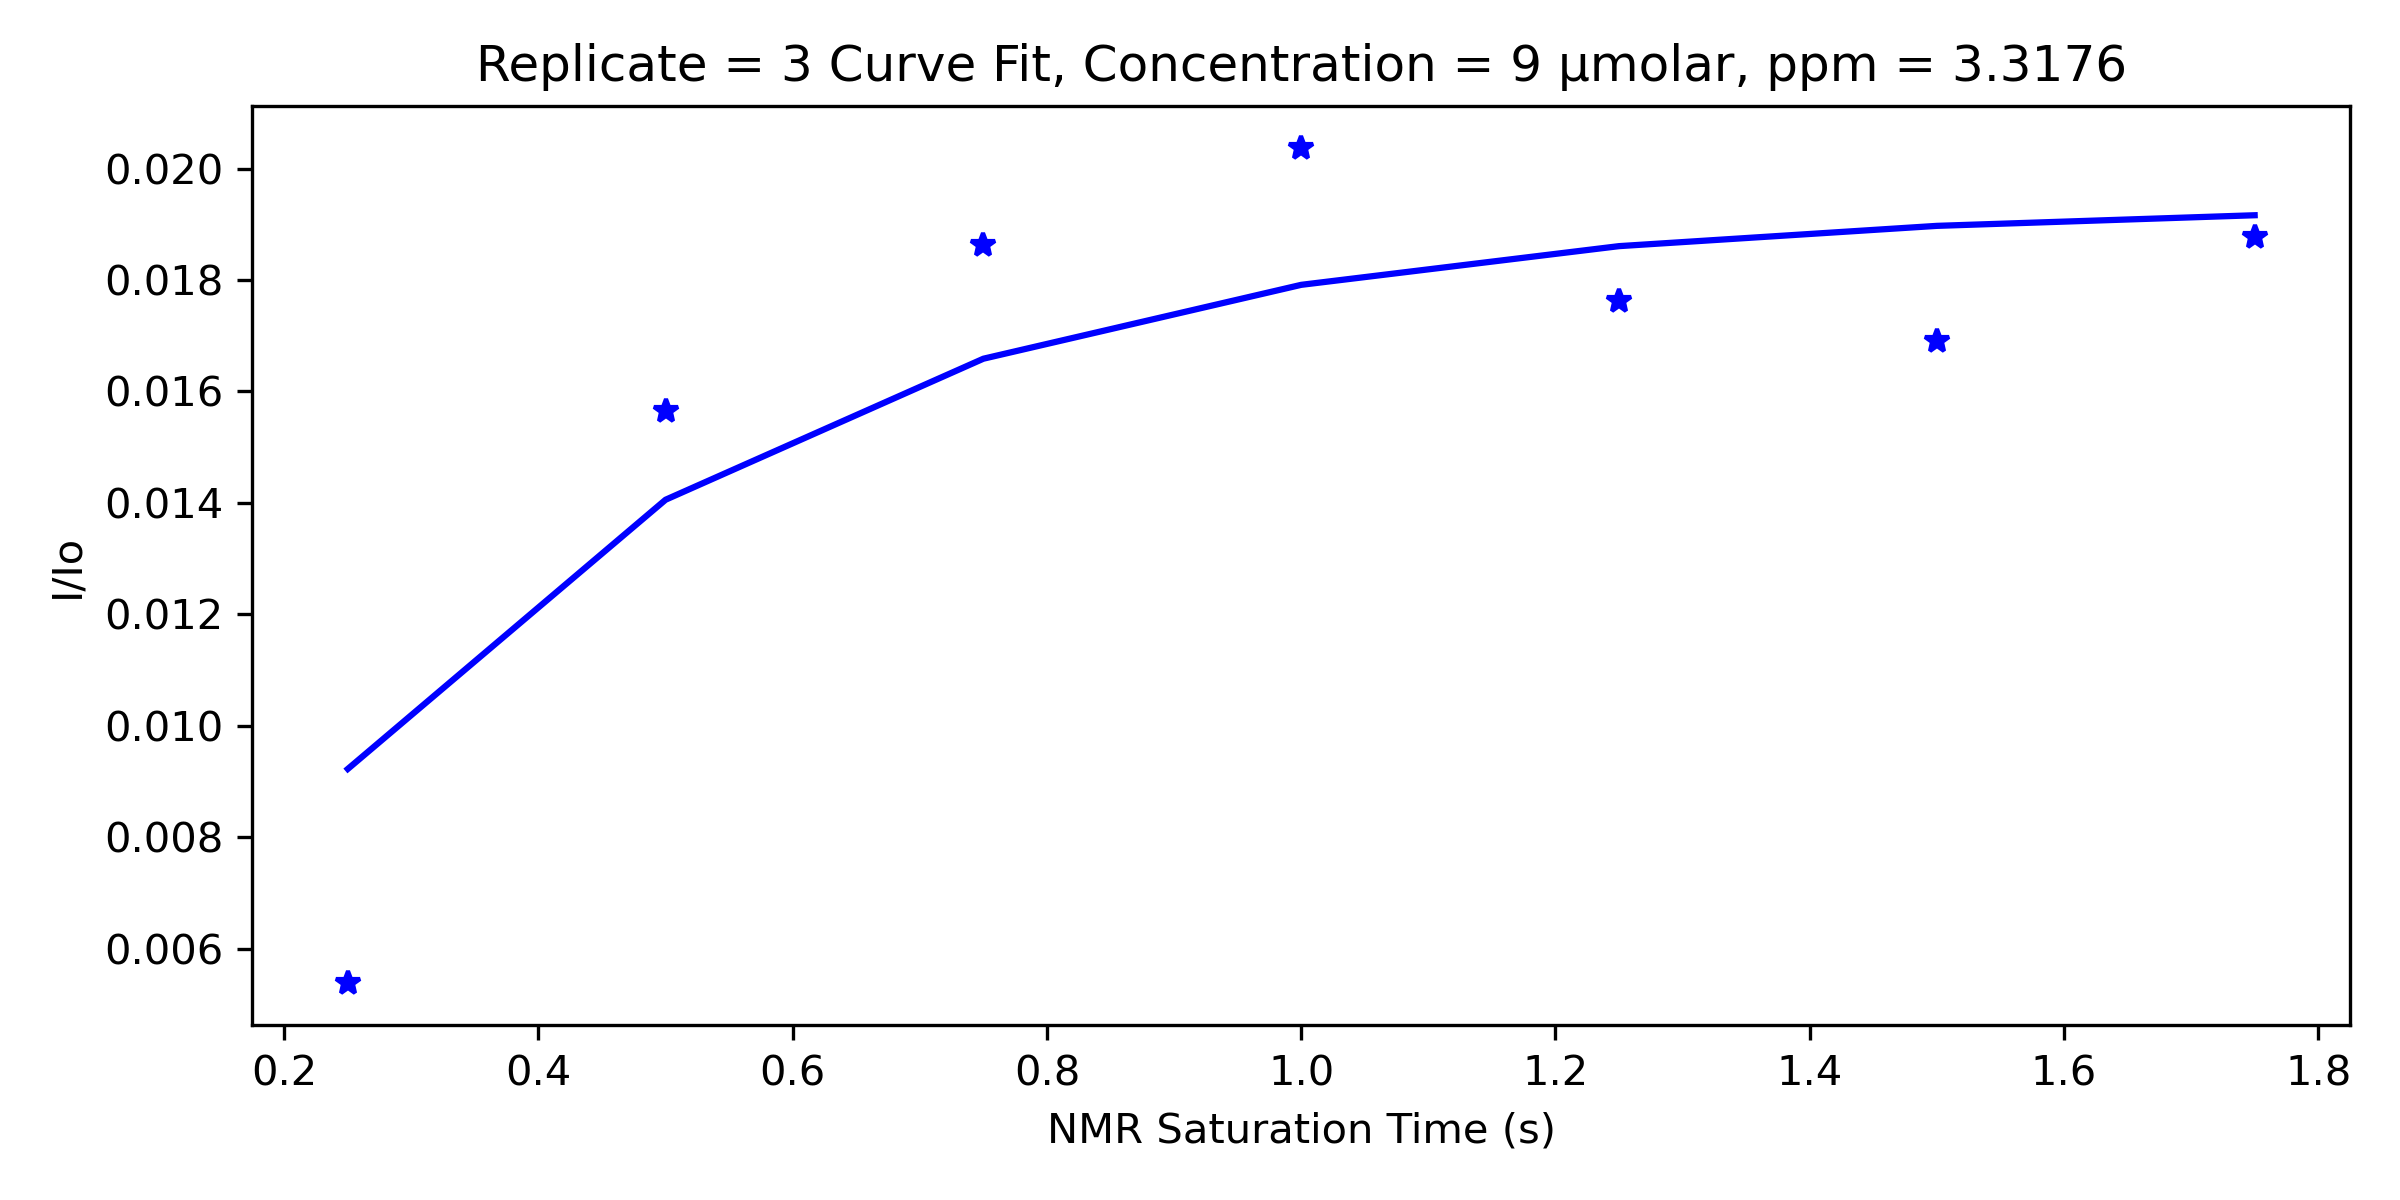 Replicate = 3 Curve Fit, Concentration = 9 µmolar, ppm = 3.3176
0.020
0.018
0.016
0.014
0.012
0.010
0.008
0.006
I/Io
0.2 0.4 0.6 0.8 1.0 1.2 1.4 1.6 1.8
NMR Saturation Time (s)